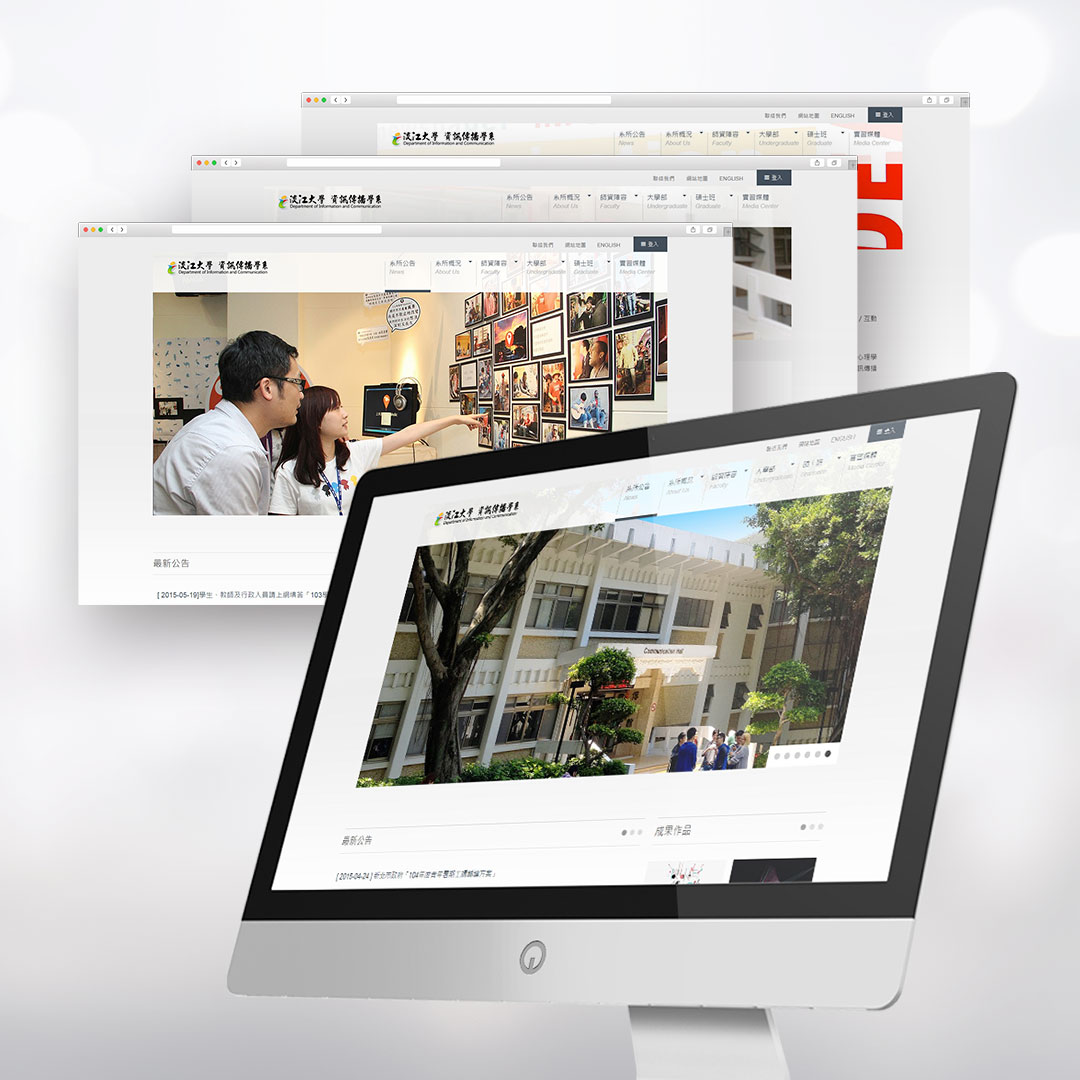 聯絡我們 網站地圖 ENGLISH 登入
淡江大學 資訊傳播學系
Department of Information and Communication
系所公告 系所概況 師資陣容 大學部 碩士班 實習媒體
News About Us Faculty Undergraduate Graduate Media Center
DE
/ 互動
心理學
訊傳播
聯絡我們 網站地圖 ENGLISH 登入
淡江大學 資訊傳播學系
Department of Information and Communication
系所公告 系所概況 師資陣容 大學部 碩士班 實習媒體
News About Us Faculty Undergraduate Graduate Media Center
聯絡我們 網站地圖 ENGLISH 登入
淡江大學 資訊傳播學系
Department of Information and Communication
系所公告 系所概況 師資陣容 大學部 碩士班 實習媒體
News About Us Faculty Undergraduate Graduate Media Center
最新公告
[ 2015-05-19]學生、教師及行政人員請上網填答「103學
聯絡我們 網站地圖 ENGLISH 登入
淡江大學 資訊傳播學系
Department of Information and Communication
系所公告 系所概況 師資陣容 大學部 碩士班 實習媒體
News About Us Faculty Undergraduate Graduate Media Center
Communication Hall
最新公告 成果作品
[ 2015-04-24 ] 新北市政府「104年度青年暑期工讀